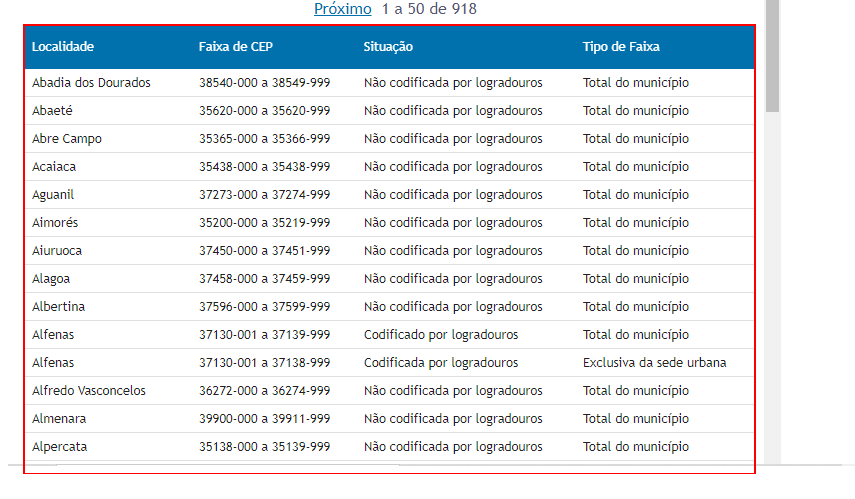 Próximo 1 a 50 de 918
Localidade Faixa de CEP Situação Tipo de Faixa
Abadia dos Dourados 38540-000 a 38549-999 Não codificada por logradouros Total do município
Abaeté 35620-000 a 35620-999 Não codificada por logradouros Total do município
Abre Campo 35365-000 a 35366-999 Não codificada por logradouros Total do município
Acaiaca 35438-000 a 35438-999 Não codificada por logradouros Total do município
Aguanil 37273-000 a 37274-999 Não codificada por logradouros Total do município
Aimorés 35200-000 a 35219-999 Não codificada por logradouros Total do município
Aiuruoca 37450-000 a 37451-999 Não codificada por logradouros Total do município
Alagoa 37458-000 a 37459-999 Não codificada por logradouros Total do município
Albertina 37596-000 a 37599-999 Não codificada por logradouros Total do município
Alfenas 37130-001 a 37139-999 Codificado por logradouros Total do município
Alfenas 37130-001 a 37138-999 Codificada por logradouros Exclusiva da sede urbana
Alfredo Vasconcelos 36272-000 a 36274-999 Não codificada por logradouros Total do município
Almenara 39900-000 a 39911-999 Não codificada por logradouros Total do município
Alpercata 35138-000 a 35139-999 Não codificada por logradouros Total do município